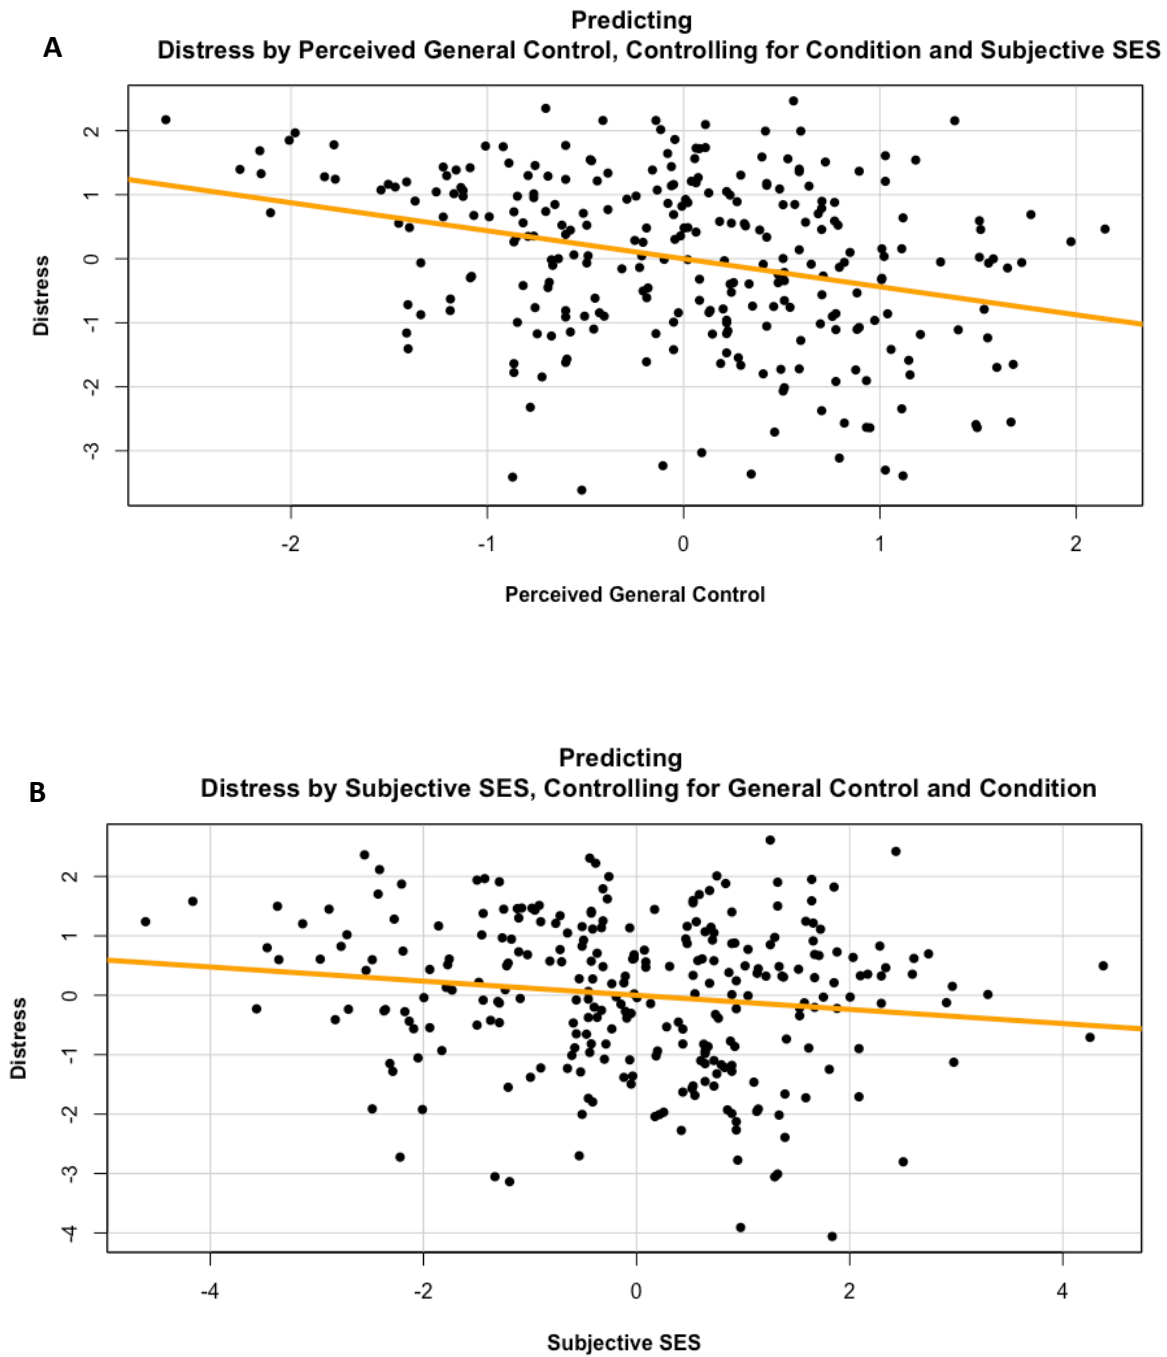 Predicting
A
Distress by Perceived General Control, Controlling for Condition and Subjective SES
2
1
0
-1
-2
-3
Distress
-2 -1 0 1 2
Perceived General Control
Predicting
B
Distress by Subjective SES, Controlling for General Control and Condition
2
1
0
-1
-2
-3
-4
Distress
-4 -2 0 2 4
Subjective SES